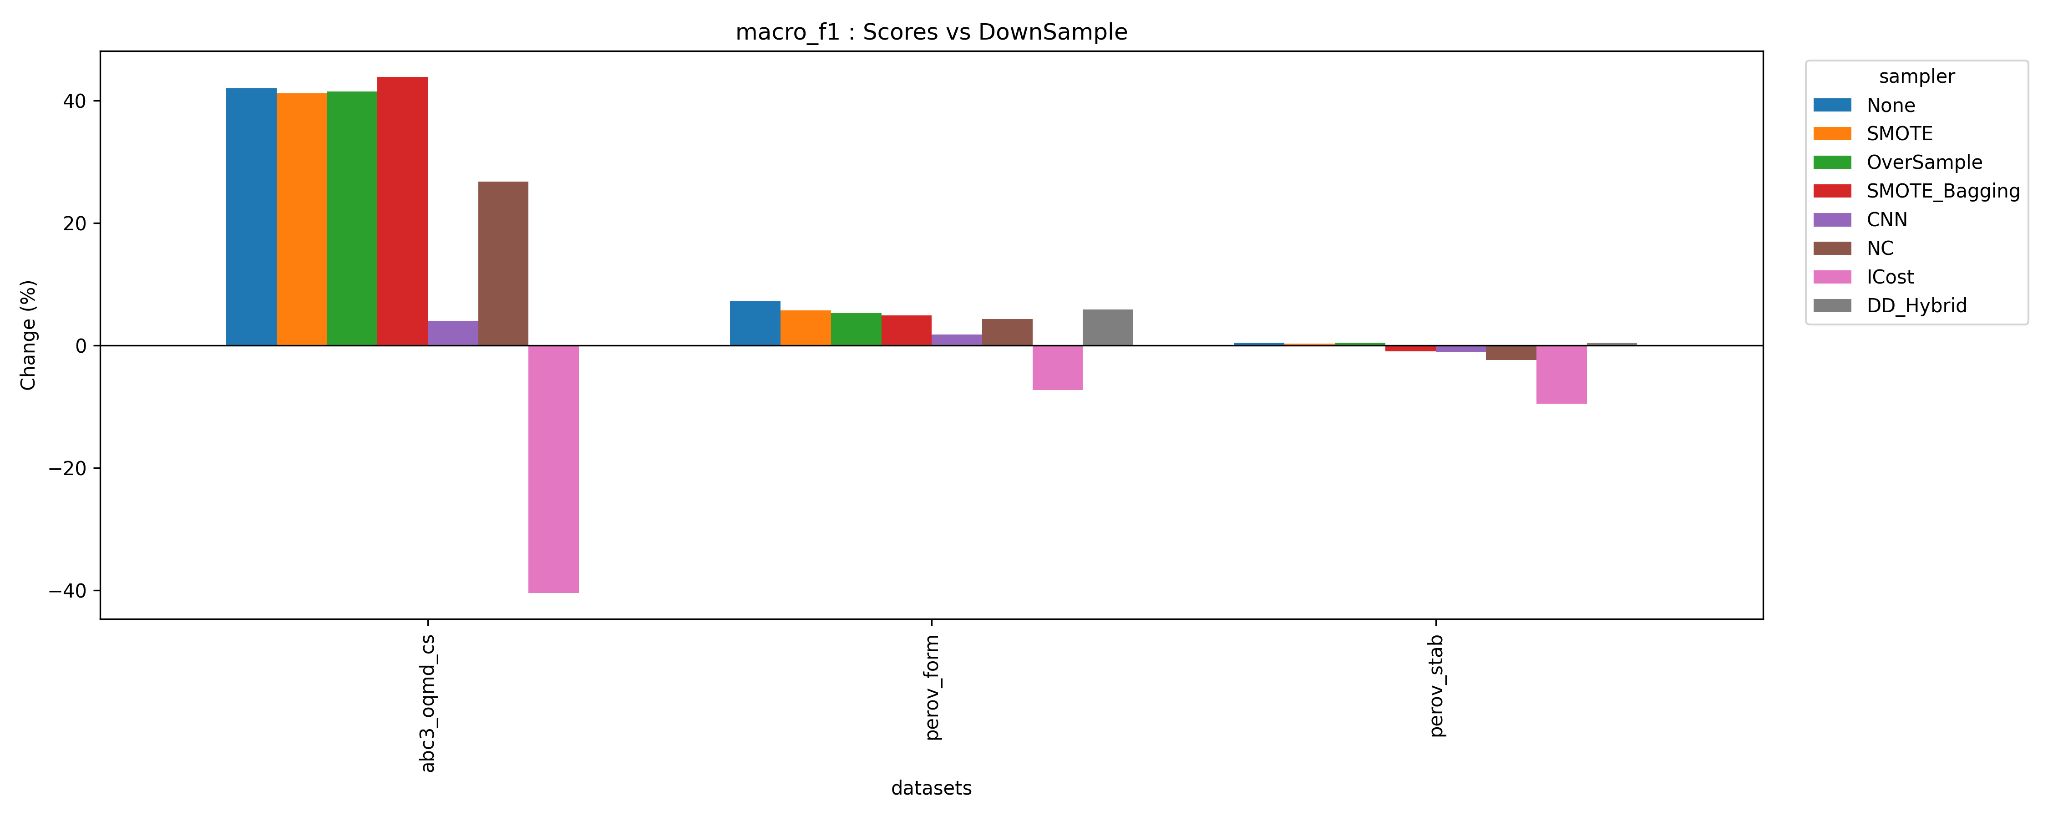 macro_f1 : Scores vs DownSample
Change (%)
40
20
0
−20
−40
abc3_oqmd_cs
perov_form
perov_stab
datasets
sampler
None
SMOTE
OverSample
SMOTE_Bagging
CNN
NC
ICost
DD_Hybrid